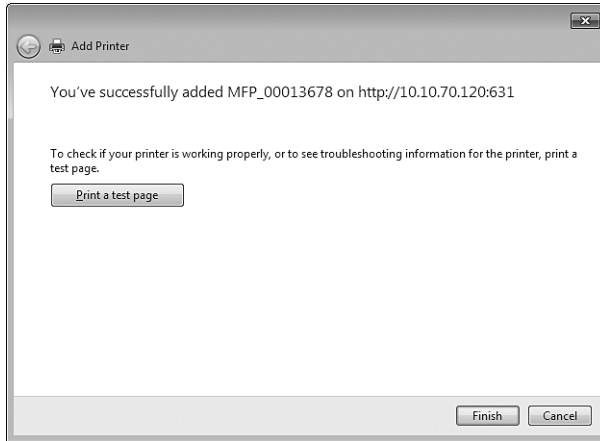 Add Printer
You've successfully added MFP_00013678 on http://10.10.70.120:631
To check if your printer is working properly, or to see troubleshooting information for the printer, print a
test page.
Print a test page
Finish
Cancel